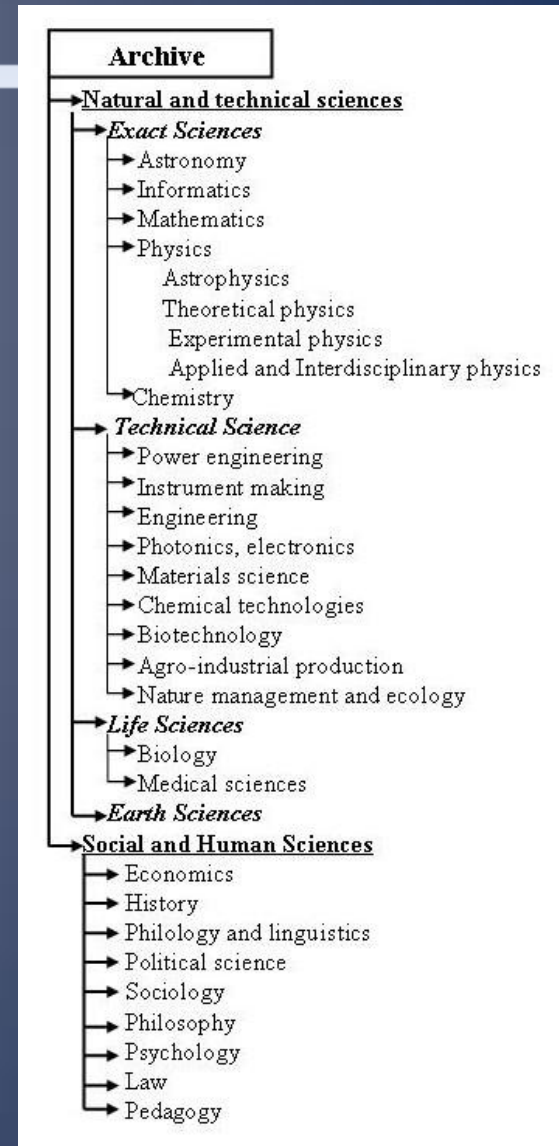 Archive
Natural and technical sciences
Exact Sciences
Astronomy
Informatics
Mathematics
Physics
Astrophysics
Theoretical physics
Experimental physics
Applied and Interdisciplinary physics
Chemistry
Technical Science
Power engineering
Instrument making
Engineering
Photonics, electronics
Materials science
Chemical technologies
Biotechnology
Agro-industrial production
Nature management and ecology
Life Sciences
Biology
Medical sciences
Earth Sciences
Social and Human Sciences
Economics
History
Philology and linguistics
Political science
Sociology
Philosophy
Psychology
Law
Pedagogy